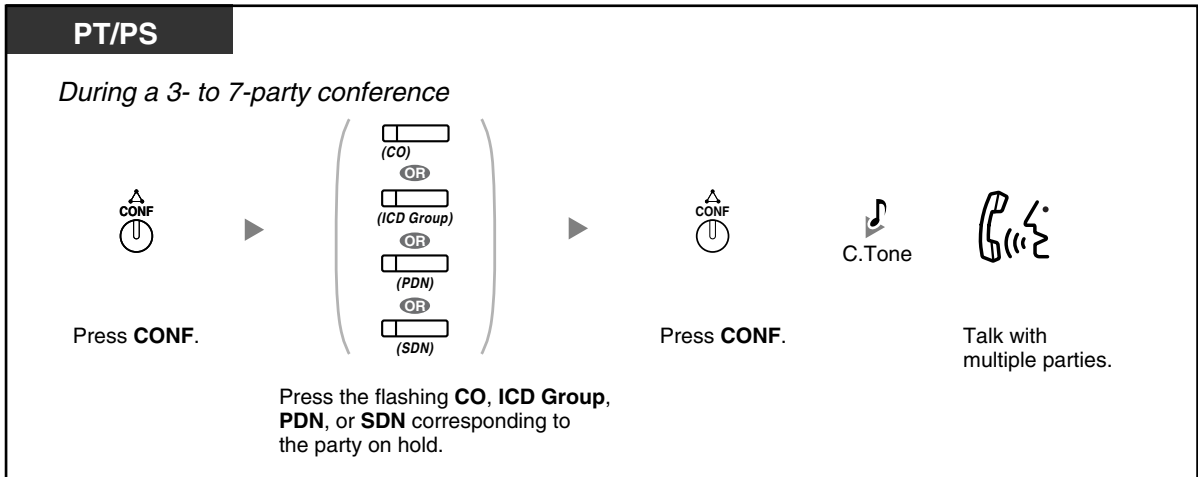 PT/PS
During a 3- to 7-party conference
CONF
Press CONF.
(CO)
OR
(ICD Group)
OR
(PDN)
OR
(SDN)
Press the flashing CO, ICD Group,
PDN, or SDN corresponding to
the party on hold.
CONF
Press CONF.
C.Tone
Talk with
multiple parties.